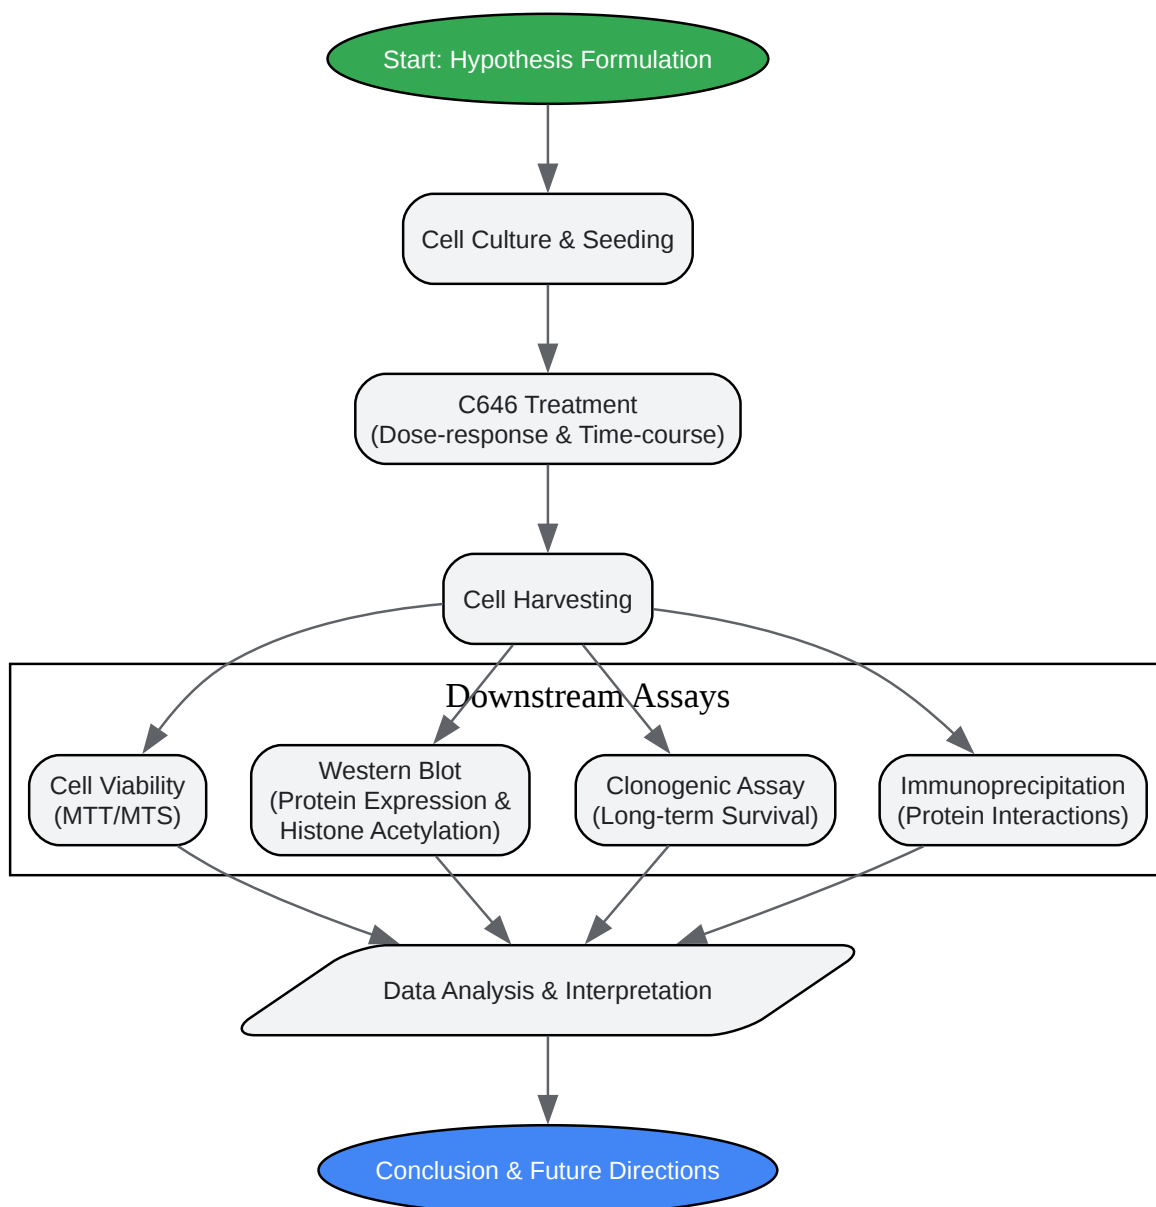 Start: Hypothesis Formulation
Cell Culture & Seeding
C646 Treatment
(Dose-response & Time-course)
Cell Harvesting
Downstream Assays
Cell Viability
(MTT/MTS)
Western Blot
(Protein Expression &
Histone Acetylation)
Clonogenic Assay
(Long-term Survival)
Immunoprecipitation
(Protein Interactions)
Data Analysis & Interpretation
Conclusion & Future Directions